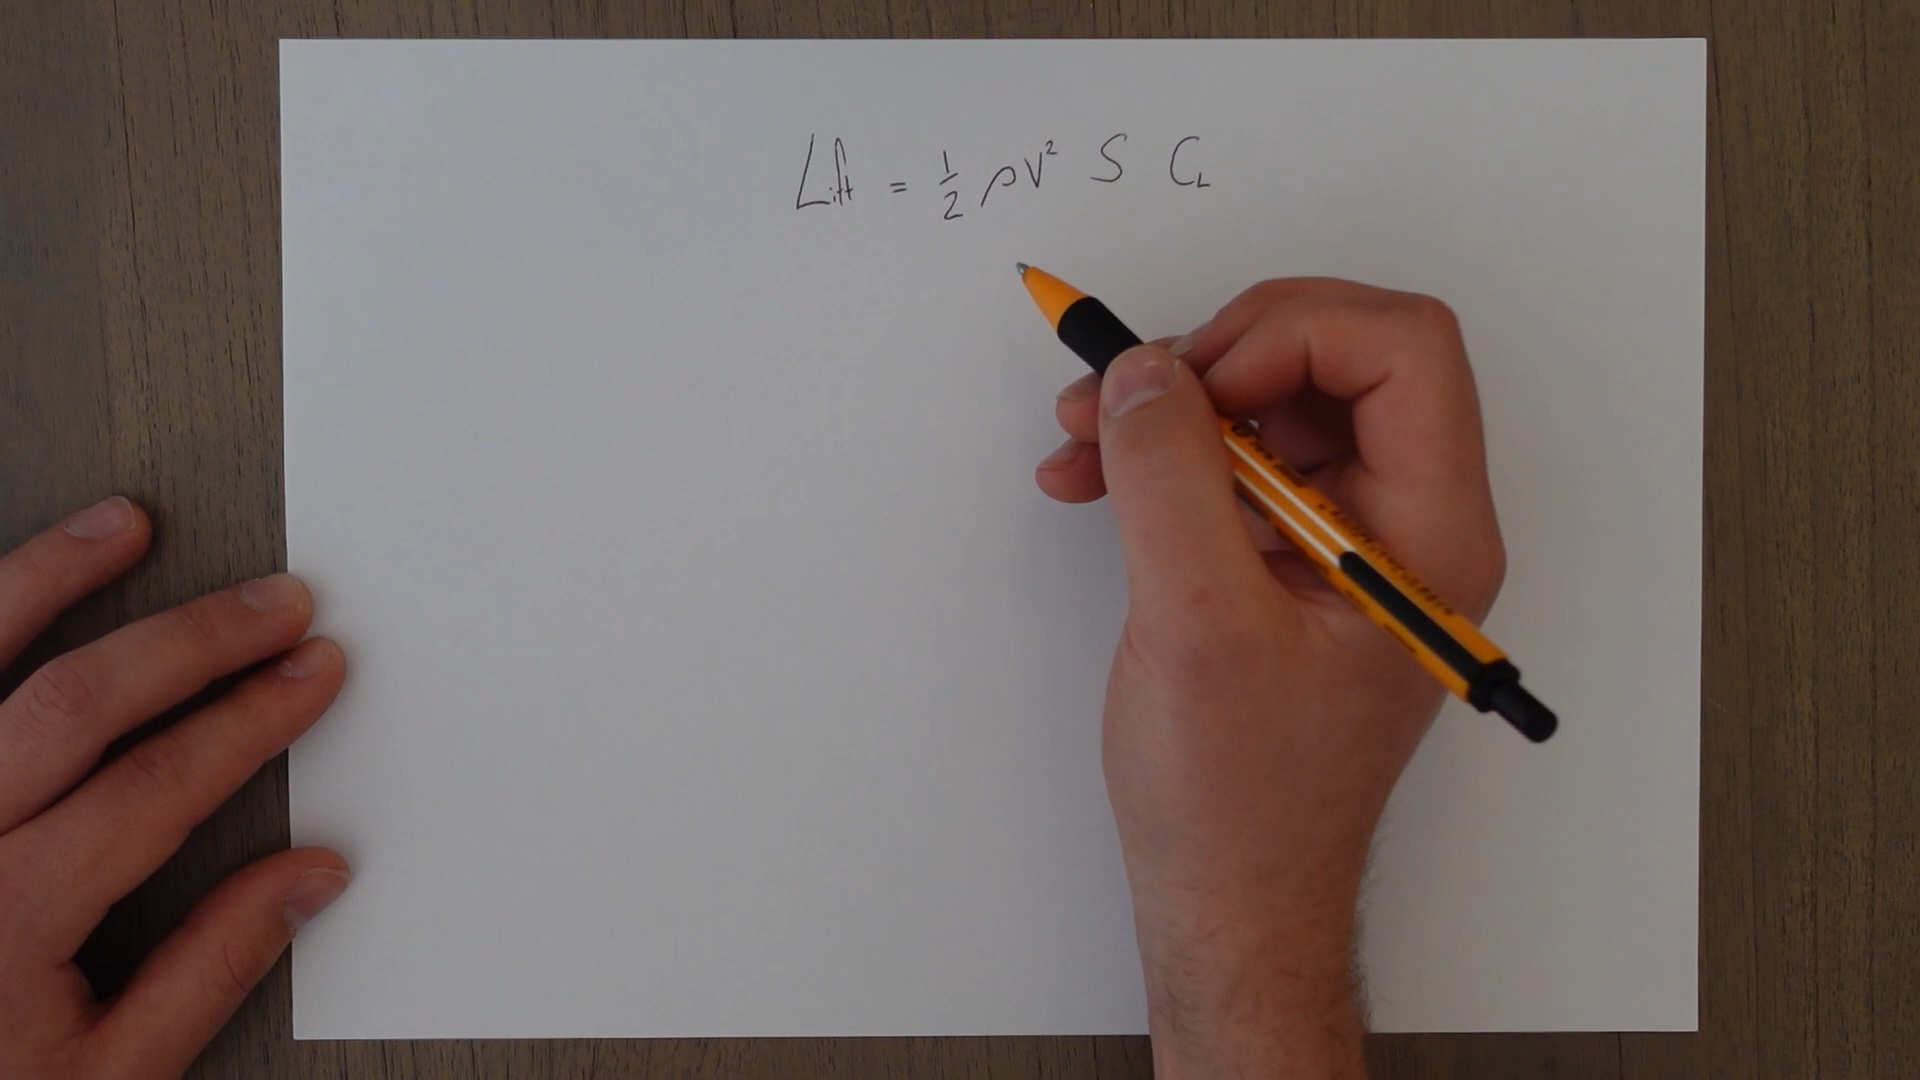 Lift = ½ ρV² S C_L